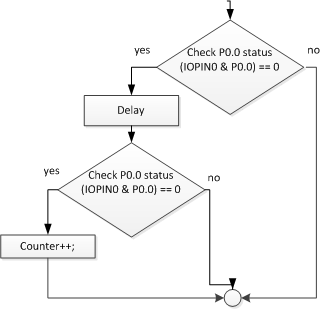 yes
no
Check P0.0 status
(IOPIN0 & P0.0) == 0
Delay
yes
no
Check P0.0 status
(IOPIN0 & P0.0) == 0
Counter++;